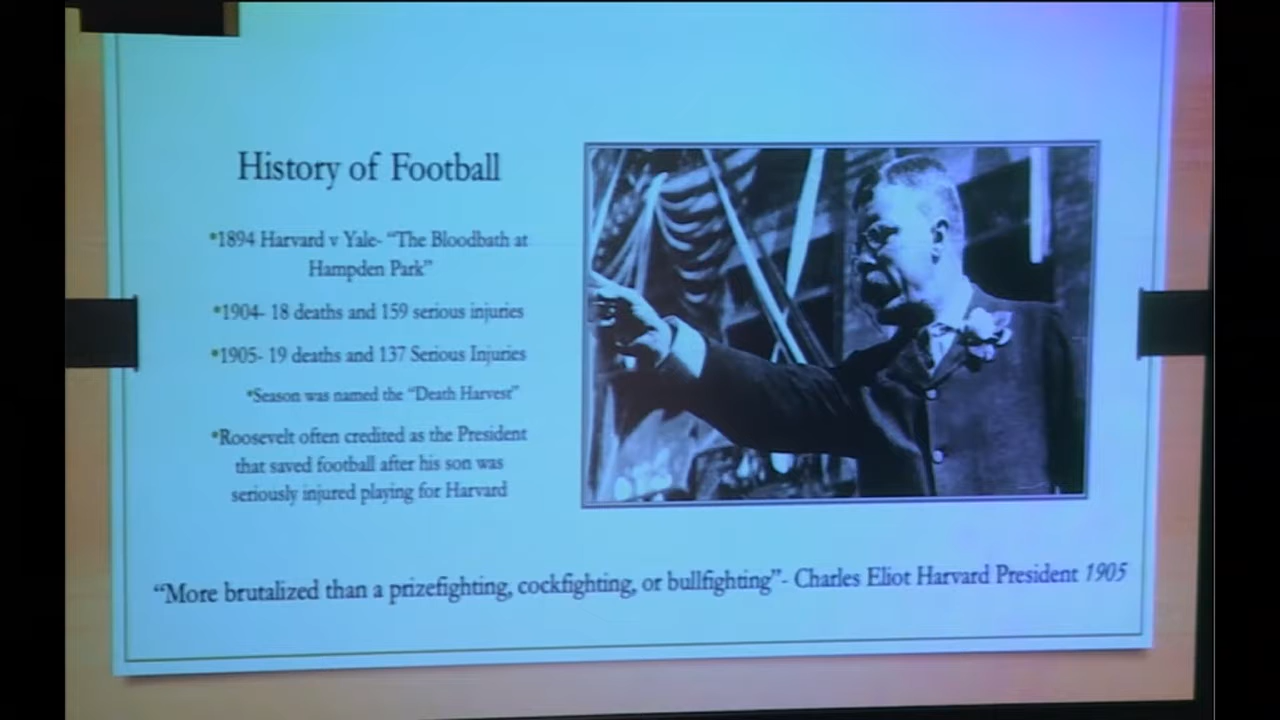 History of Football
•1894 Harvard v Yale- “The Bloodbath at
Hampden Park”
•1904- 18 deaths and 159 serious injuries
•1905- 19 deaths and 137 Serious Injuries
•Season was named the “Death Harvest”
•Roosevelt often credited as the President
that saved football after his son was
seriously injured playing for Harvard
“More brutalized than a prizefighting, cockfighting, or bullfighting”- Charles Eliot Harvard President 1905